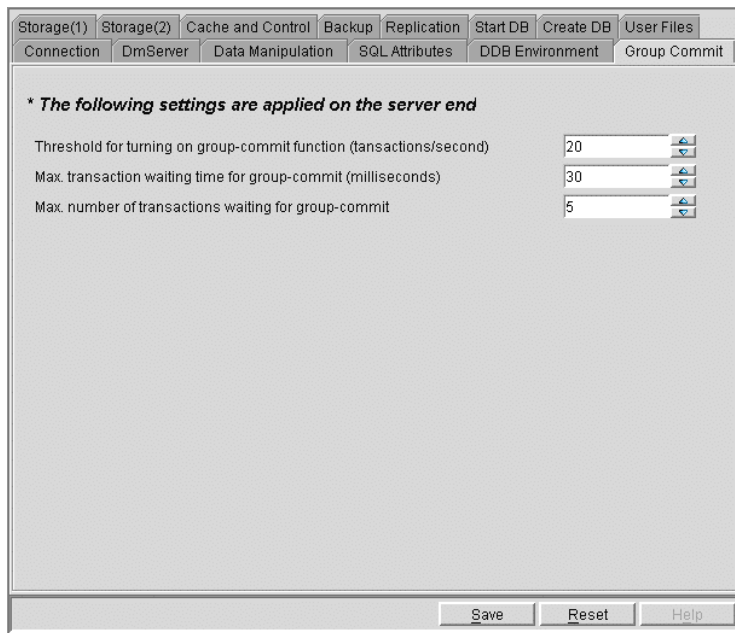 Storage(1) Storage(2) Cache and Control Backup Replication Start DB Create DB User Files
Connection DmServer Data Manipulation SQL Attributes DDB Environment Group Commit
* The following settings are applied on the server end
Threshold for turning on group-commit function (tansactions/second) 20
Max. transaction waiting time for group-commit (milliseconds) 30
Max. number of transactions waiting for group-commit 5
Save Reset Help